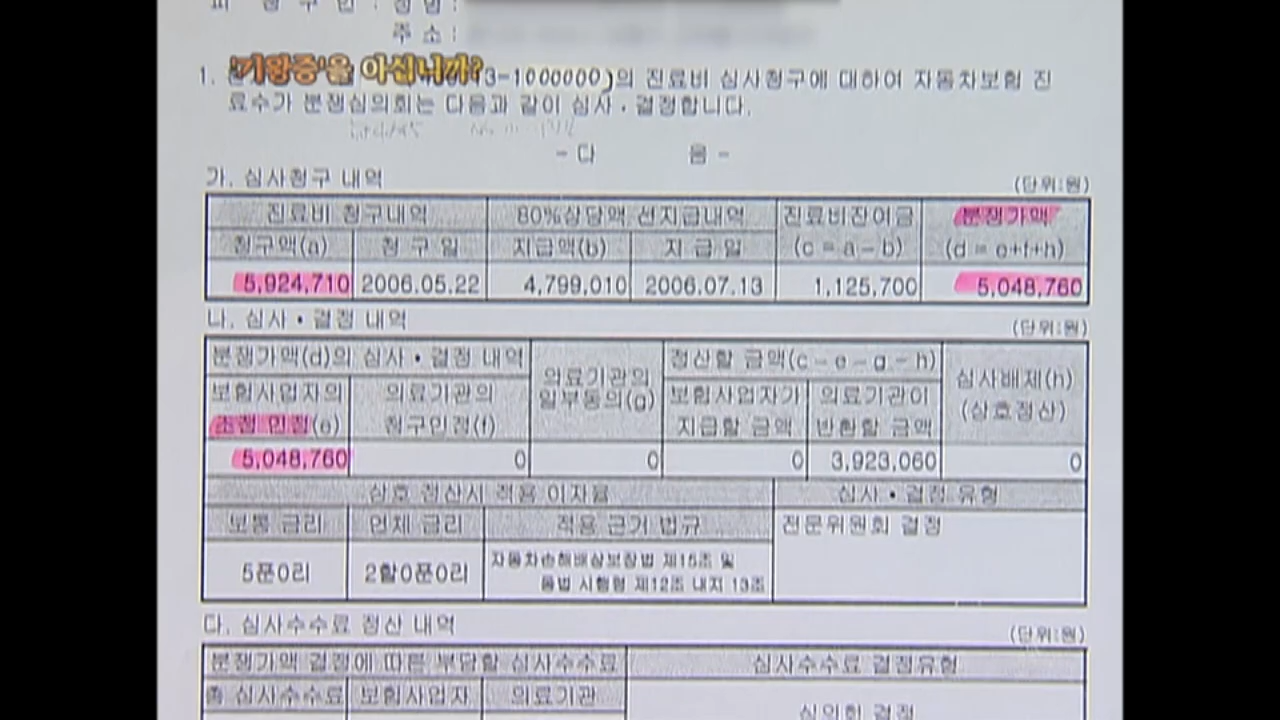 피 청구인 : 성명 :
주소 :
'기왕증'을 아십니까?
1. 13-1000000)의 진료비 심사청구에 대하여 자동차보험 진
료수가 분쟁심의회는 다음과 같이 심사·결정합니다.
- 다 음 -
가. 심사청구 내역 (단위:원)
진료비 청구내역 80%상당액 선지급내역 진료비잔여금 분쟁가액
청구액(a) 청구일 지급액(b) 지급일 (c = a - b) (d = e+f+h)
5,924,710 2006.05.22 4,799,010 2006.07.13 1,125,700 5,048,760
나. 심사·결정 내역 (단위:원)
분쟁가액(d)의 심사·결정 내역 의료기관의 일부동의(g) 정산할 금액(c - e - g - h) 심사배제(h) (상호정산)
보험사업자의 조정 인정(e) 의료기관의 청구인정(f) 보험사업자가 지급할 금액 의료기관이 반환할 금액
5,048,760 0 0 0 3,923,060 0
상호 정산시 적용 이자율 심사·결정 유형
보통 금리 연체 금리 적용 근거 법규 전문위원회 결정
5푼0리 2할0푼0리 자동차손해배상보장법 제15조 및
동법 시행령 제12조 내지 13조
다. 심사수수료 정산 내역 (단위:원)
분쟁가액 결정에 따른 부담할 심사수수료 심사수수료 결정유형
총 심사수수료 보험사업자 의료기관
심의회 결정